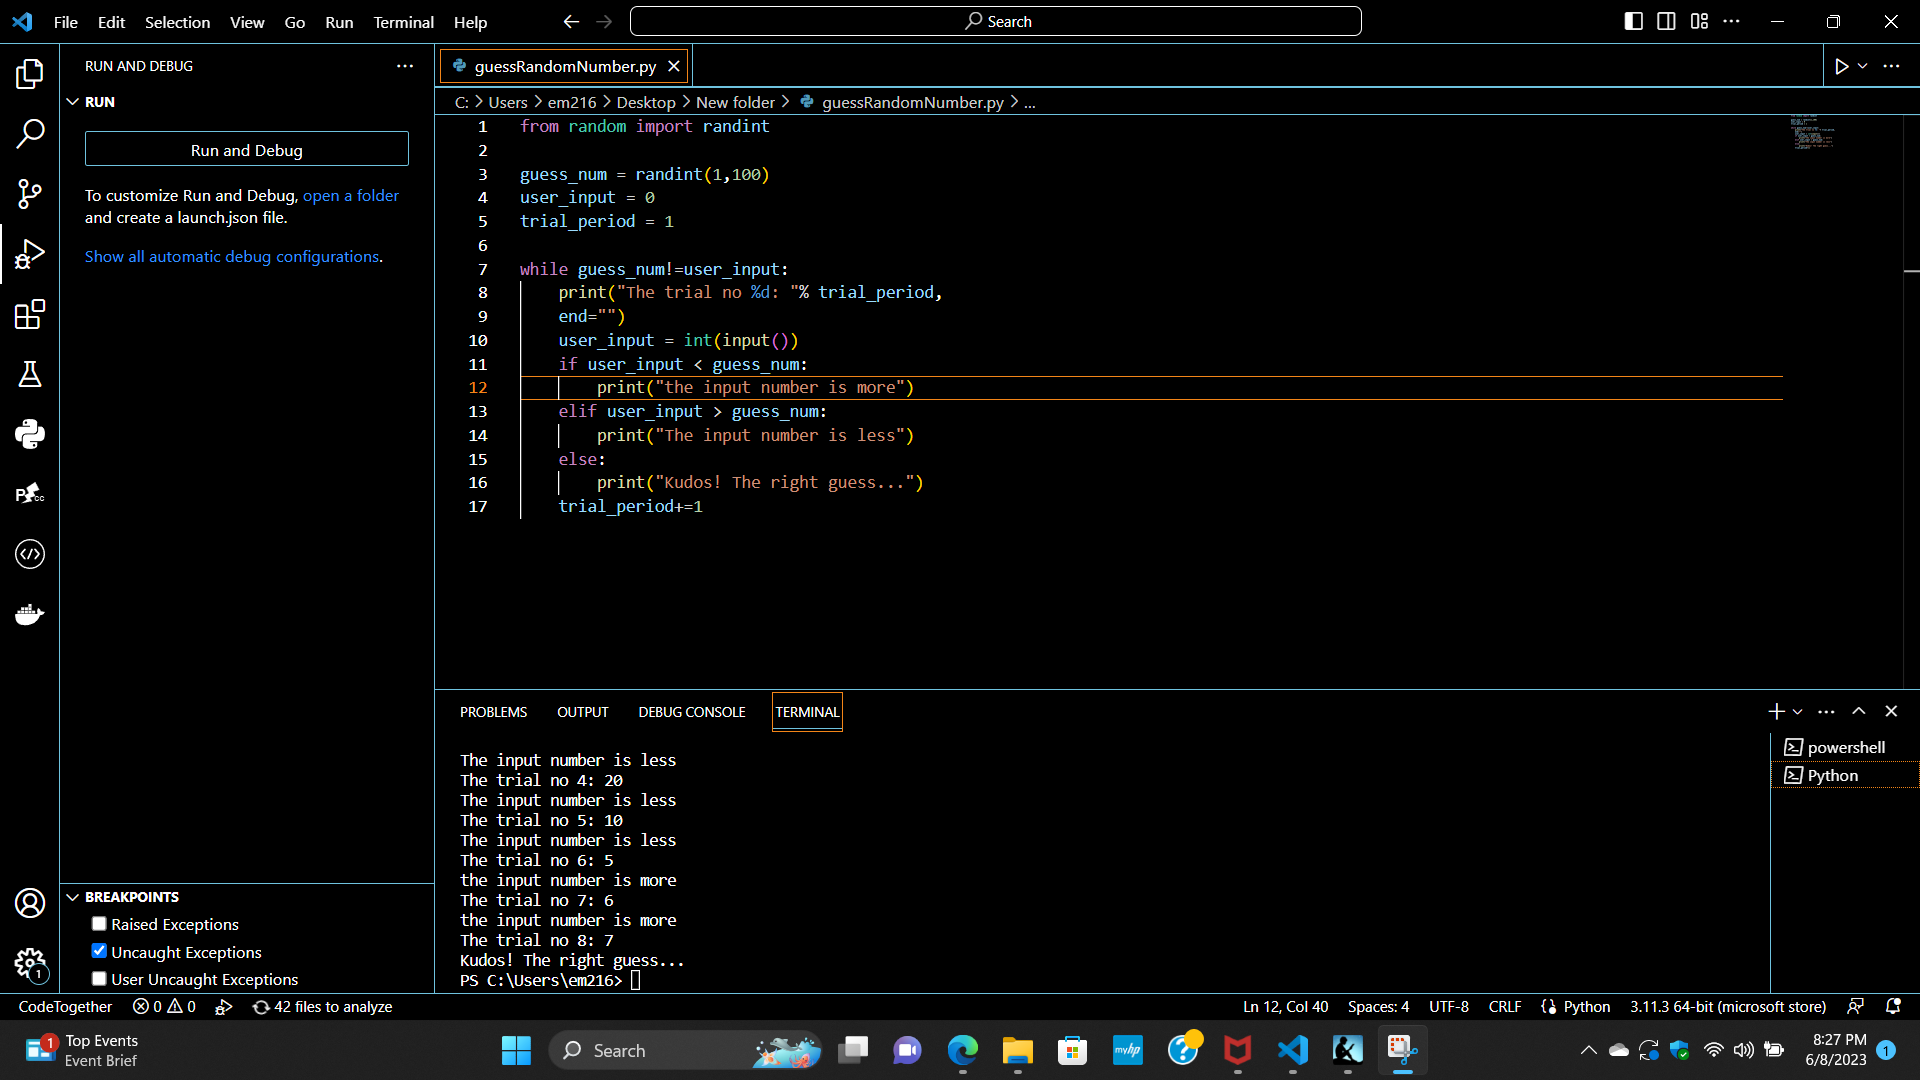 File Edit Selection View Go Run Terminal Help
Search
RUN AND DEBUG
RUN
Run and Debug
To customize Run and Debug, open a folder
and create a launch.json file.
Show all automatic debug configurations.
guessRandomNumber.py
C: > Users > em216 > Desktop > New folder > guessRandomNumber.py > ...
1 from random import randint
2
3 guess_num = randint(1,100)
4 user_input = 0
5 trial_period = 1
6
7 while guess_num!=user_input:
8     print("The trial no %d: "% trial_period,
9     end="")
10     user_input = int(input())
11     if user_input < guess_num:
12         print("the input number is more")
13     elif user_input > guess_num:
14         print("The input number is less")
15     else:
16         print("Kudos! The right guess...")
17     trial_period+=1
PROBLEMS OUTPUT DEBUG CONSOLE TERMINAL
The input number is less
The trial no 4: 20
The input number is less
The trial no 5: 10
The input number is less
The trial no 6: 5
the input number is more
The trial no 7: 6
the input number is more
The trial no 8: 7
Kudos! The right guess...
PS C:\Users\em216>
powershell
Python
BREAKPOINTS
Raised Exceptions
Uncaught Exceptions
User Uncaught Exceptions
1
CodeTogether 0 0 42 files to analyze
Ln 12, Col 40 Spaces: 4 UTF-8 CRLF Python 3.11.3 64-bit (microsoft store)
1 Top Events
Event Brief
Search
myhp
8:27 PM
6/8/2023
1